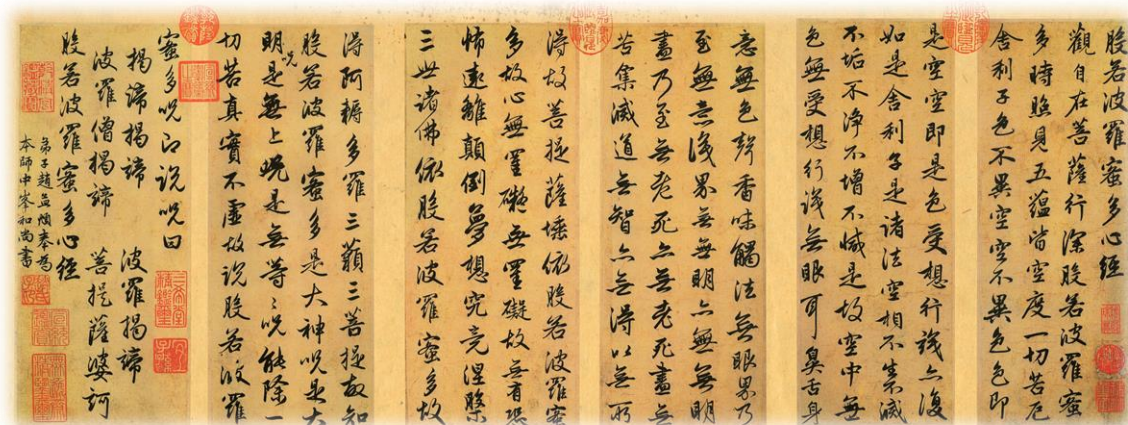 般若波羅蜜多心經
觀自在菩薩行深般若波羅蜜
多時照見五蘊皆空度一切苦厄
舍利子色不異空空不異色色即
是空空即是色受想行識亦復
如是舍利子是諸法空相不生不滅
不垢不淨不增不減是故空中無
色無受想行識無眼耳鼻舌身
意無色聲香味觸法無眼界乃
至無意識界無無明亦無無明
盡乃至無老死亦無老死盡無
苦集滅道無智亦無得以無所
得故菩提薩埵依般若波羅蜜
多故心無罣礙無罣礙故無有恐
怖遠離顛倒夢想究竟涅槃
三世諸佛依般若波羅蜜多故
得阿耨多羅三藐三菩提故知
般若波羅蜜多是大神咒是大
明咒是無上咒是無等々咒能除一
切苦真實不虛故說般若波羅
蜜多咒即說咒曰
揭諦揭諦 波羅揭諦
波羅僧揭諦 菩提薩婆訶
般若波羅蜜多心經
弟子趙孟頫奉為
本師中峯和尚書